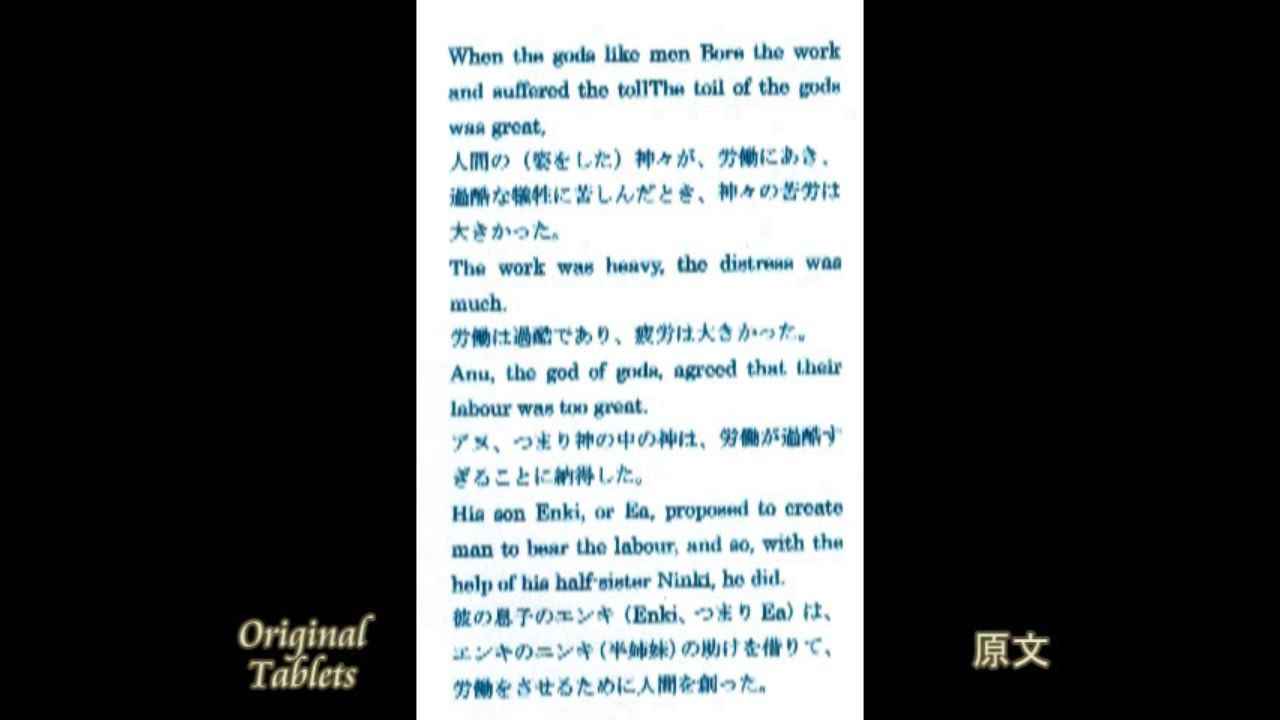 When the gods like men Bore the work
and suffered the tollThe toil of the gods
was great,
人間の（姿をした）神々が、労働にあき、
過酷な犠牲に苦しんだとき、神々の苦労は
大きかった。
The work was heavy, the distress was
much.
労働は過酷であり、疲労は大きかった。
Anu, the god of gods, agreed that their
labour was too great.
アヌ、つまり神の中の神は、労働が過酷す
ぎることに納得した。
His son Enki, or Ea, proposed to create
man to bear the labour, and so, with the
help of his half-sister Ninki, he did.
彼の息子のエンキ（Enki、つまり Ea）は、
エンキのニンキ（半姉妹）の助けを借りて、
労働をさせるために人間を創った。
Original
Tablets
原文